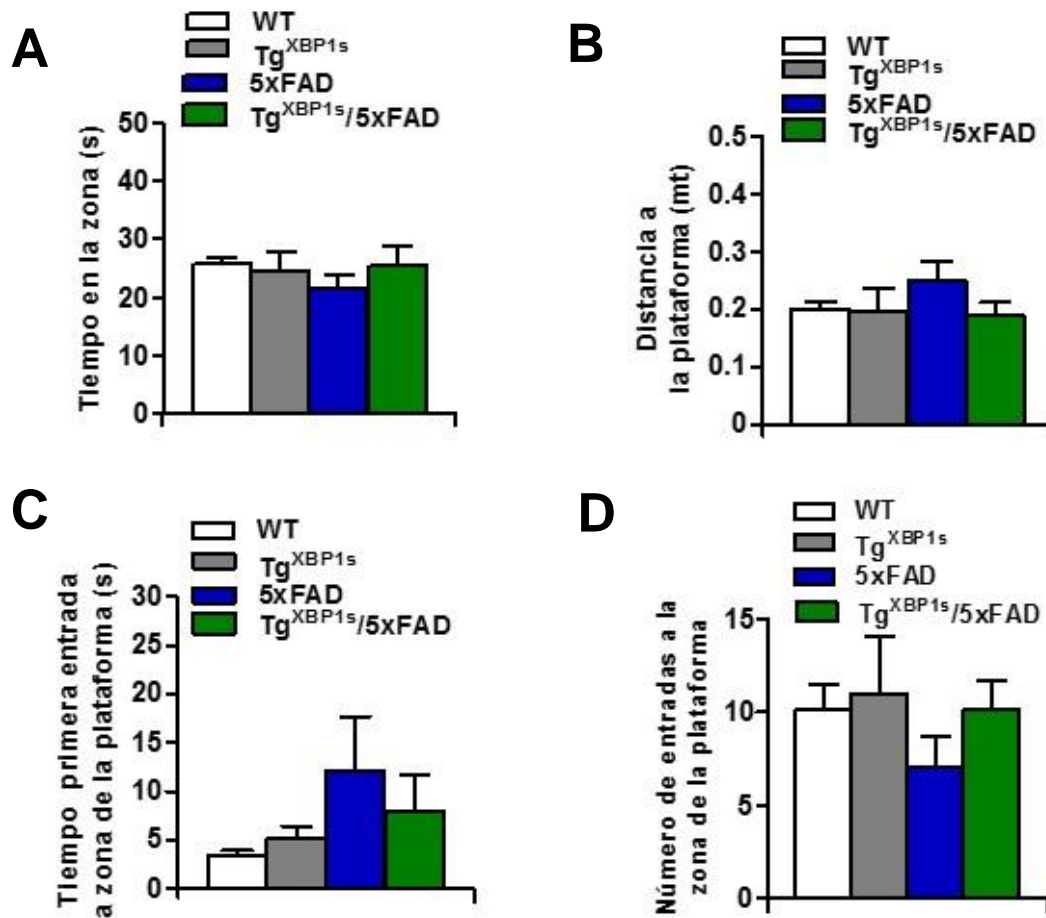 A
WT
Tg^XBP1s
5xFAD
Tg^XBP1s/5xFAD
Tiempo en la zona (s)
50
40
30
20
10
0
B
WT
Tg^XBP1s
5xFAD
Tg^XBP1s/5xFAD
Distancia a
la plataforma (mt)
0.5
0.4
0.3
0.2
0.1
0
C
WT
Tg^XBP1s
5xFAD
Tg^XBP1s/5xFAD
Tiempo primera entrada
a zona de la plataforma (s)
30
25
20
15
10
5
0
D
WT
Tg^XBP1s
5xFAD
Tg^XBP1s/5xFAD
Número de entradas a la
zona de la plataforma
15
10
5
0